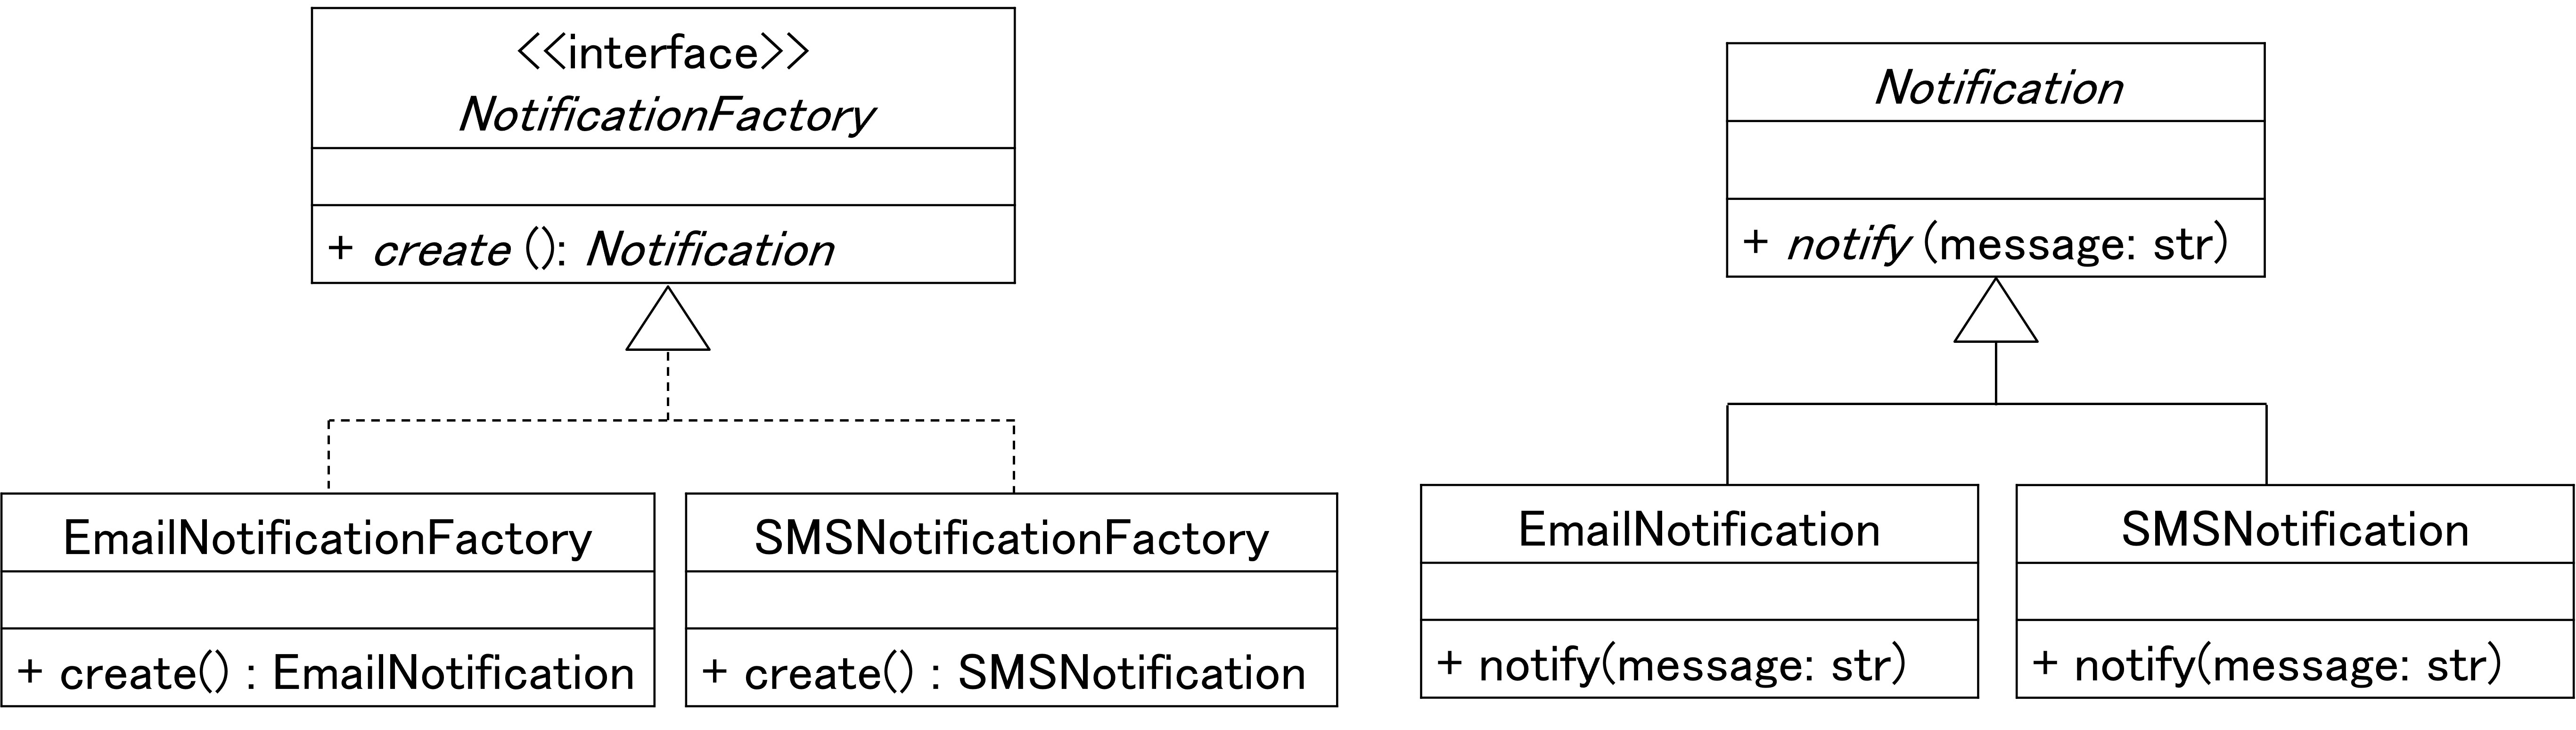 <<interface>>
NotificationFactory
+ create (): Notification
EmailNotificationFactory
+ create() : EmailNotification
SMSNotificationFactory
+ create() : SMSNotification
Notification
+ notify (message: str)
EmailNotification
+ notify(message: str)
SMSNotification
+ notify(message: str)